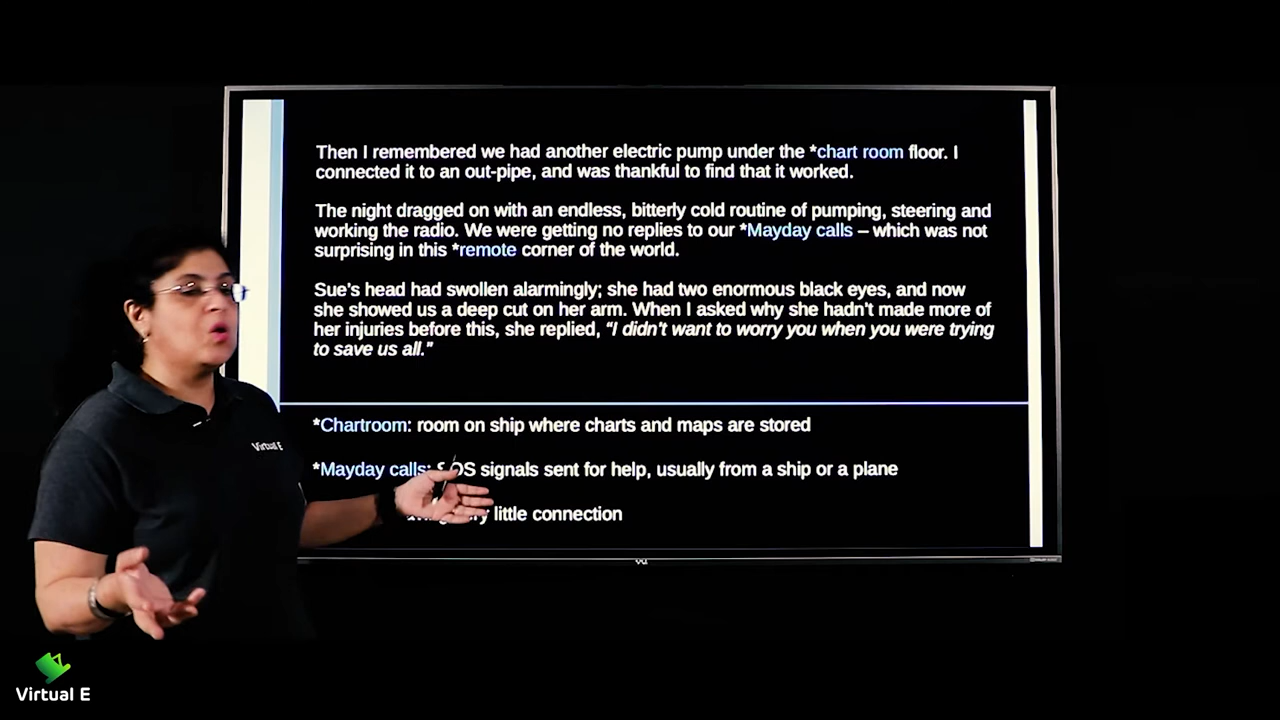 Then I remembered we had another electric pump under the *chart room floor. I
connected it to an out-pipe, and was thankful to find that it worked.
The night dragged on with an endless, bitterly cold routine of pumping, steering and
working the radio. We were getting no replies to our *Mayday calls – which was not
surprising in this *remote corner of the world.
Sue's head had swollen alarmingly; she had two enormous black eyes, and now
she showed us a deep cut on her arm. When I asked why she hadn't made more of
her injuries before this, she replied, “I didn't want to worry you when you were trying
to save us all.”
*Chartroom: room on ship where charts and maps are stored
*Mayday calls: SOS signals sent for help, usually from a ship or a plane
little connection
Virtual E
VU
Virtual E